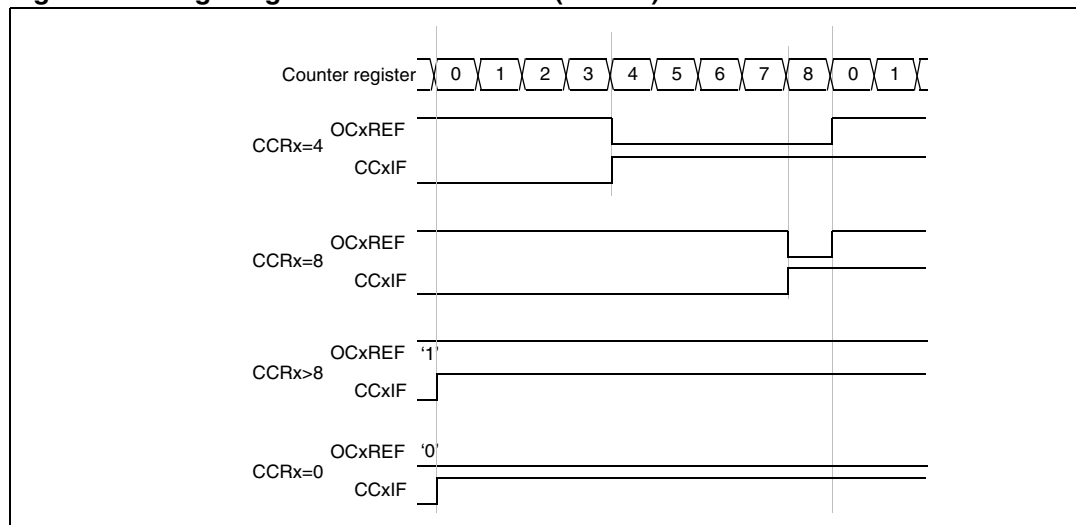 Counter register 0 1 2 3 4 5 6 7 8 0 1
OCxREF
CCRx=4
CCxIF
OCxREF
CCRx=8
CCxIF
OCxREF '1'
CCRx>8
CCxIF
OCxREF '0'
CCRx=0
CCxIF